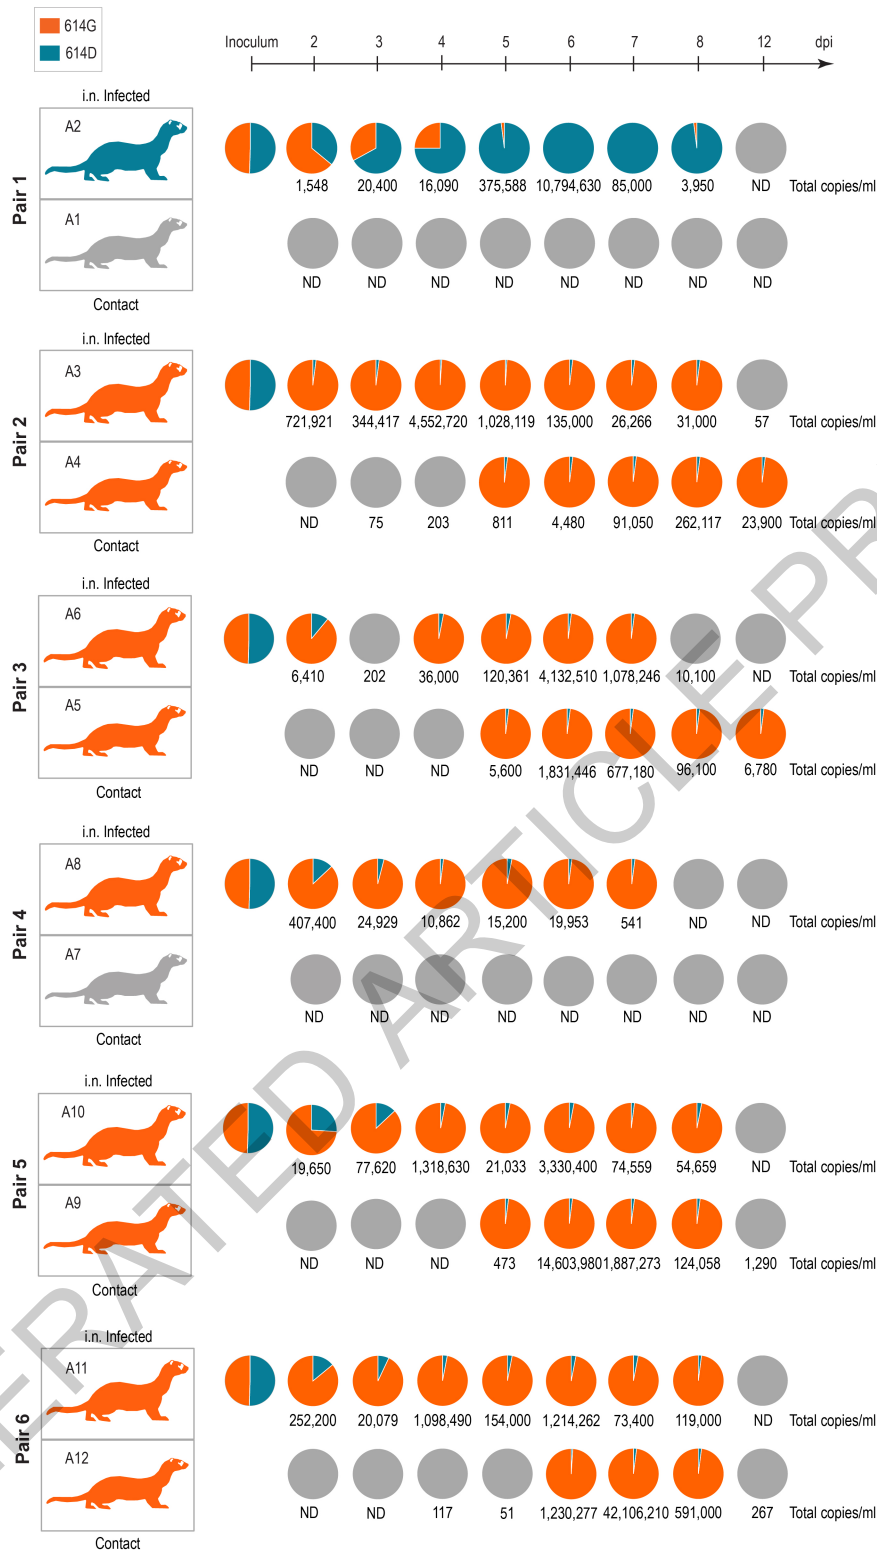 614G
614D
Inoculum 2 3 4 5 6 7 8 12 dpi
Pair 1
i.n. Infected
A2
1,548 20,400 16,090 375,588 10,794,630 85,000 3,950 ND Total copies/ml
A1
ND ND ND ND ND ND ND ND
Contact
Pair 2
i.n. Infected
A3
721,921 344,417 4,552,720 1,028,119 135,000 26,266 31,000 57 Total copies/ml
A4
ND 75 203 811 4,480 91,050 262,117 23,900 Total copies/ml
Contact
Pair 3
i.n. Infected
A6
6,410 202 36,000 120,361 4,132,510 1,078,246 10,100 ND Total copies/ml
A5
ND ND ND 5,600 1,831,446 677,180 96,100 6,780 Total copies/ml
Contact
Pair 4
i.n. Infected
A8
407,400 24,929 10,862 15,200 19,953 541 ND ND Total copies/ml
A7
ND ND ND ND ND ND ND ND
Contact
Pair 5
i.n. Infected
A10
19,650 77,620 1,318,630 21,033 3,330,400 74,559 54,659 ND Total copies/ml
A9
ND ND ND 473 14,603,980 1,887,273 124,058 1,290 Total copies/ml
Contact
Pair 6
i.n. Infected
A11
252,200 20,079 1,098,490 154,000 1,214,262 73,400 119,000 ND Total copies/ml
A12
ND ND 117 51 1,230,277 42,106,210 591,000 267 Total copies/ml
Contact
ERATED ARTICLE PR